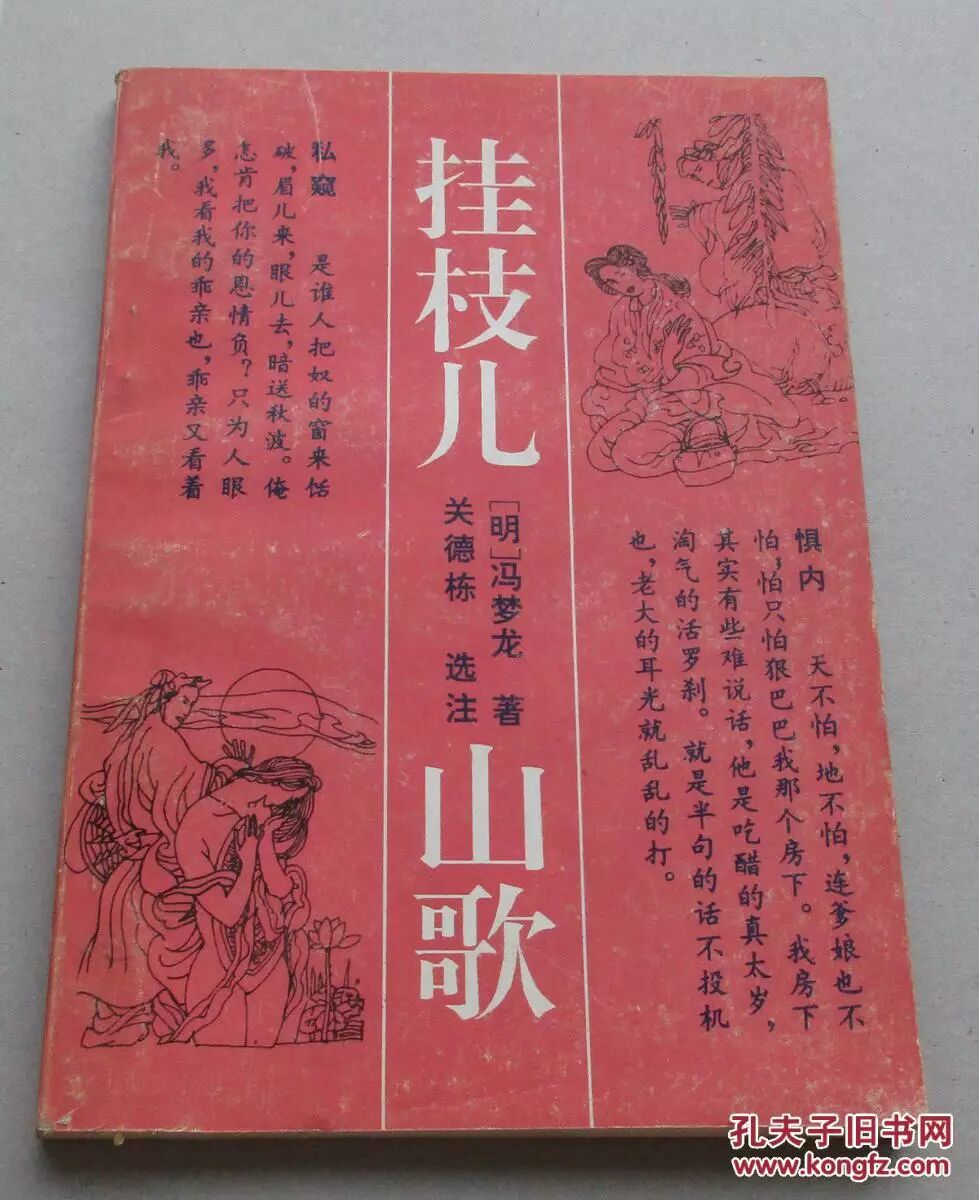 挂枝儿
[明]冯梦龙 著
关德栋 选注
山歌
惧内 天不怕，地不怕，连爹娘也不
怕，怕只怕狠巴巴我那个房下。我房下
其实有些难说话，他是吃醋的真太岁，
淘气的活罗刹。就是半句的话不投机
也，老大的耳光就乱乱的打。
私窥 是谁人把奴的窗来
破，眉儿来，眼儿去，暗送秋波。俺
怎肯把你的恩情负？只为人眼
多，我看我的乖亲也，乖亲又看着
我。
孔夫子旧书网
www.kongfz.com